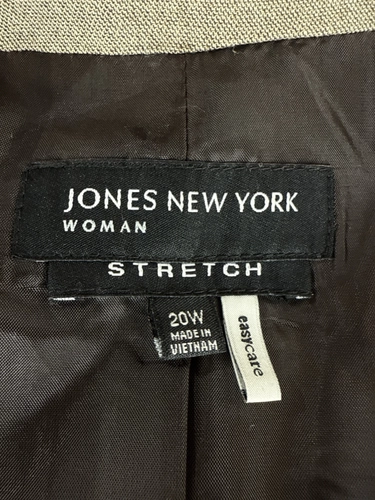 JONES NEW YORK
WOMAN
STRETCH
20W
MADE IN
VIETNAM
easycare